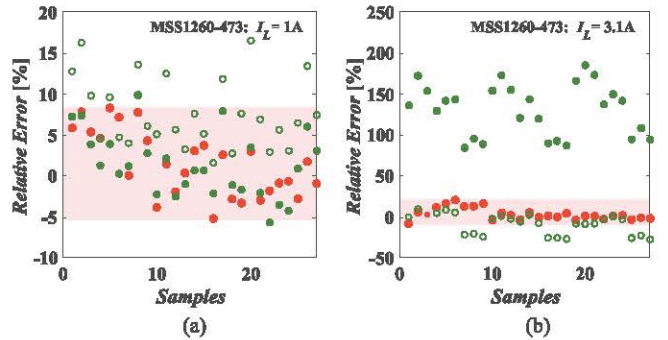 MSS1260-473: I_L = 1A
Relative Error [%]
20
15
10
5
0
-5
-10
0 10 20
Samples
(a)
MSS1260-473: I_L = 3.1A
Relative Error [%]
250
200
150
100
50
0
-50
0 10 20
Samples
(b)